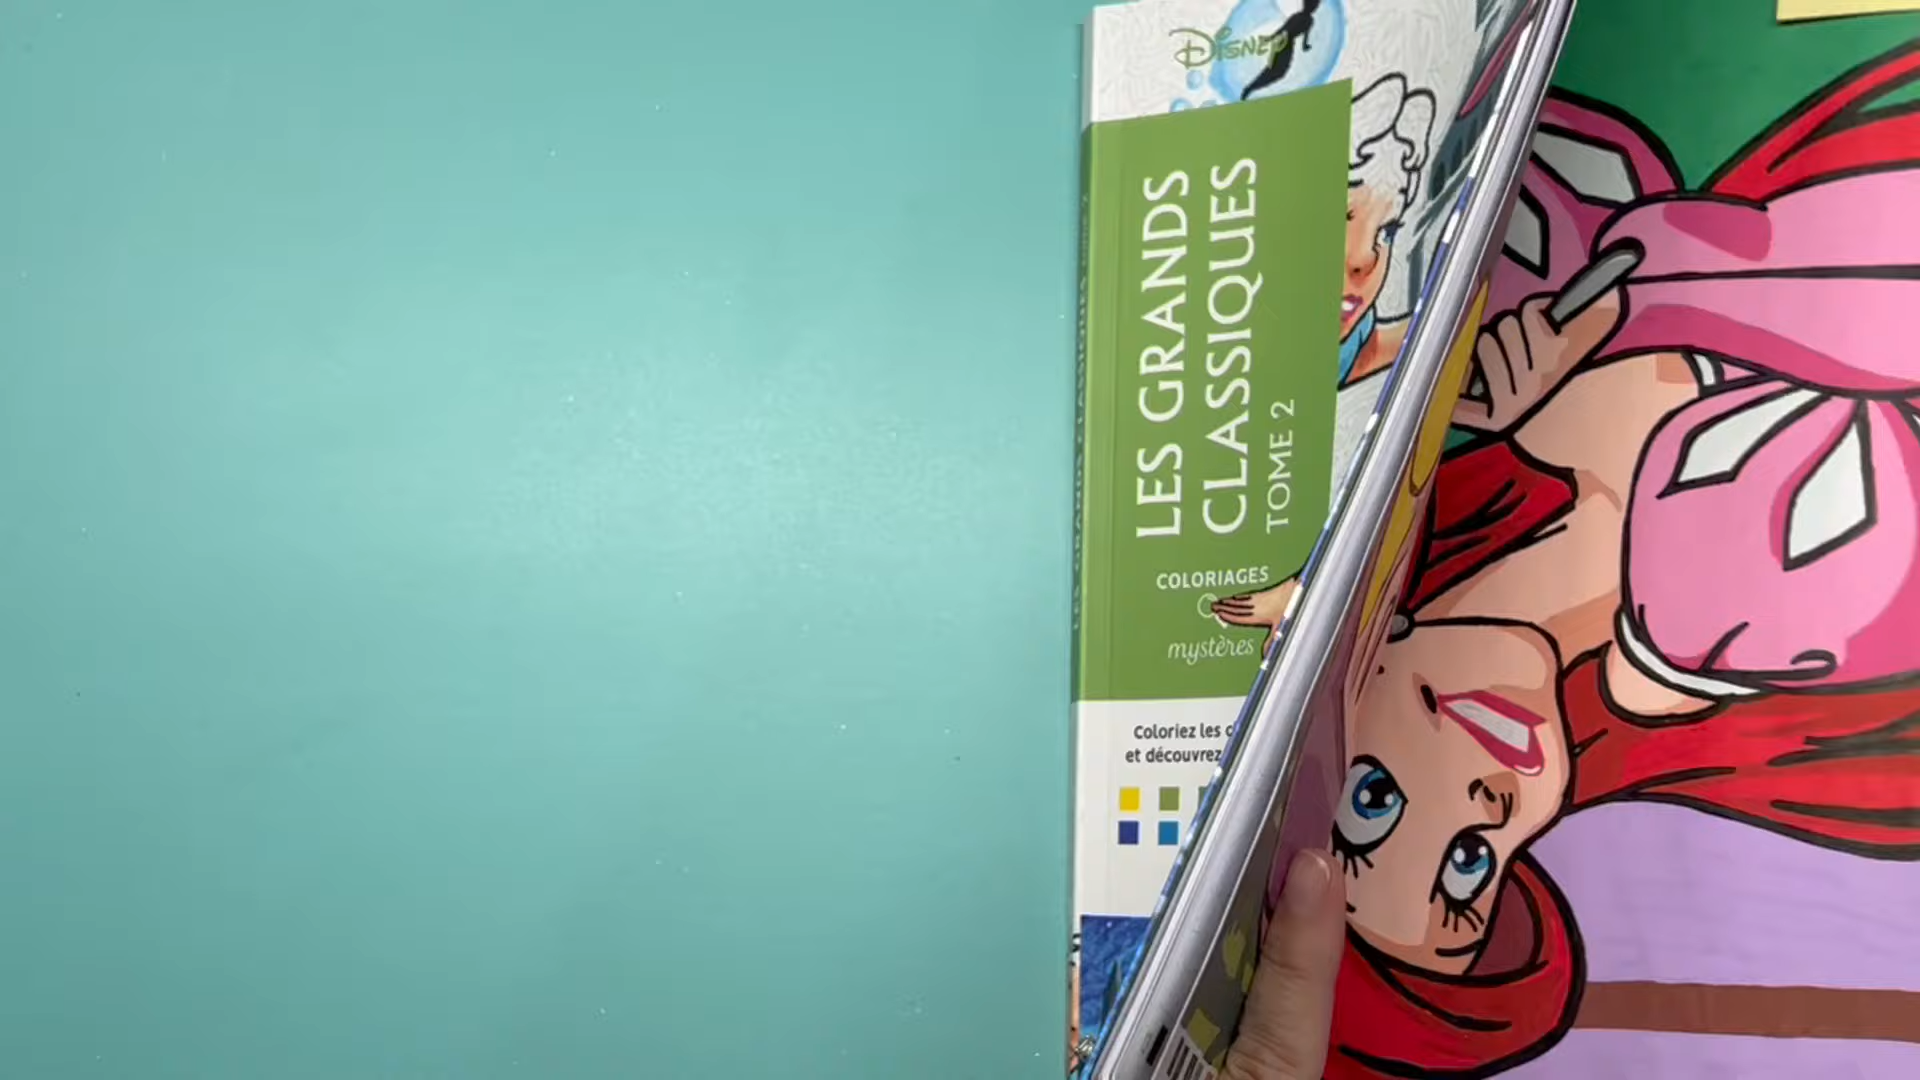 Disney
LES GRANDS
CLASSIQUES
TOME 2
COLORIAGES
mystères
Coloriez les
et découvrez